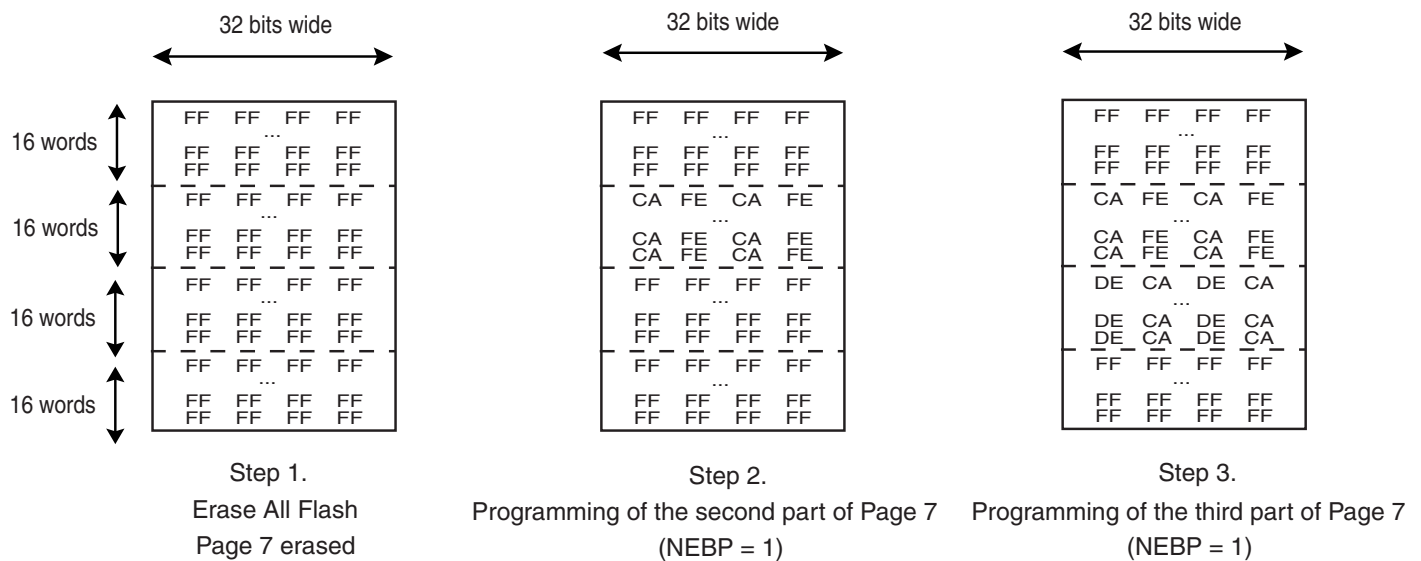 32 bits wide
32 bits wide
32 bits wide
16 words
FF FF FF FF
...
FF FF FF FF
FF FF FF FF
16 words
FF FF FF FF
...
FF FF FF FF
FF FF FF FF
16 words
FF FF FF FF
...
FF FF FF FF
FF FF FF FF
16 words
FF FF FF FF
...
FF FF FF FF
FF FF FF FF
Step 1.
Erase All Flash
Page 7 erased
FF FF FF FF
...
FF FF FF FF
FF FF FF FF
CA FE CA FE
...
CA FE CA FE
CA FE CA FE
FF FF FF FF
...
FF FF FF FF
FF FF FF FF
FF FF FF FF
...
FF FF FF FF
FF FF FF FF
Step 2.
Programming of the second part of Page 7
(NEBP = 1)
FF FF FF FF
...
FF FF FF FF
FF FF FF FF
CA FE CA FE
...
CA FE CA FE
CA FE CA FE
DE CA DE CA
...
DE CA DE CA
DE CA DE CA
FF FF FF FF
...
FF FF FF FF
FF FF FF FF
Step 3.
Programming of the third part of Page 7
(NEBP = 1)